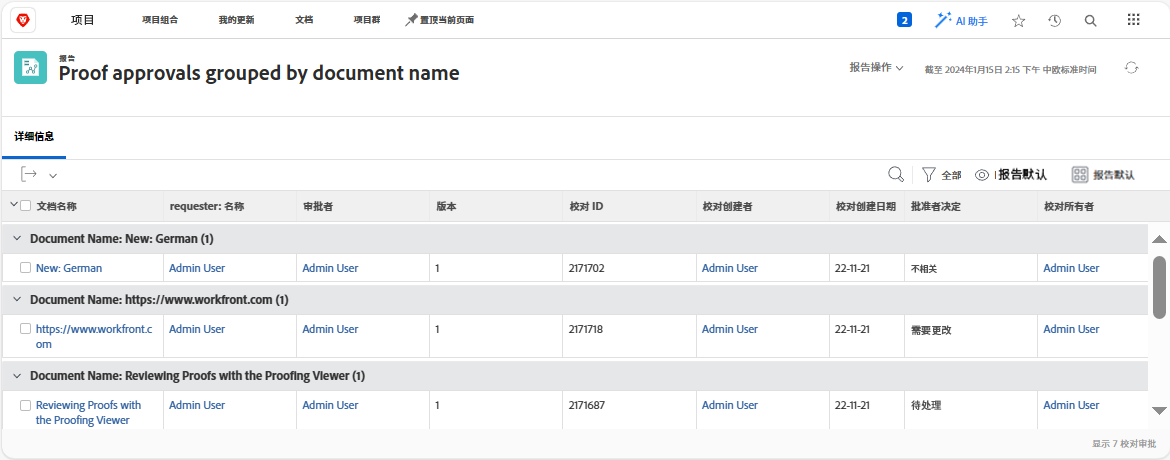 项目 项目组合 我的更新 文档 项目群 置顶当前页面 2 AI 助手
报告
Proof approvals grouped by document name
报告操作 截至 2024年1月15日 2:15 下午 中欧标准时间
详细信息
全部 报告默认 报告默认
文档名称 requester: 名称 审批者 版本 校对 ID 校对创建者 校对创建日期 批准者决定 校对所有者
Document Name: New: German (1)
New: German Admin User Admin User 1 2171702 Admin User 22-11-21 不相关 Admin User
Document Name: https://www.workfront.com (1)
https://www.workfront.c Admin User Admin User 1 2171718 Admin User 22-11-21 需要更改 Admin User
om
Document Name: Reviewing Proofs with the Proofing Viewer (1)
Reviewing Proofs with Admin User Admin User 1 2171687 Admin User 22-11-21 待处理 Admin User
the Proofing Viewer
显示 7 校对审批